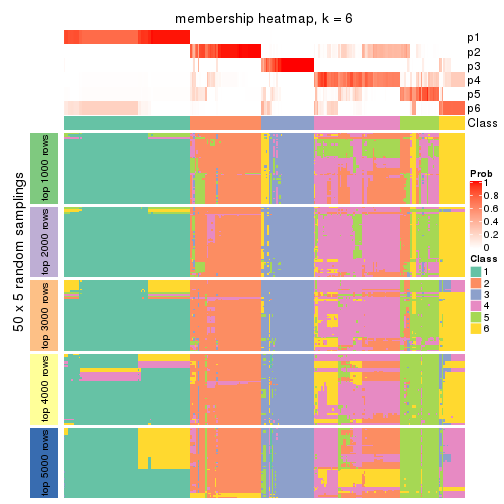 membership heatmap, k = 6
p1
p2
p3
p4
p5
p6
Class
50 x 5 random samplings
top 1000 rows
top 2000 rows
top 3000 rows
top 4000 rows
top 5000 rows
Prob
1
0.8
0.6
0.4
0.2
0
Class
1
2
3
4
5
6